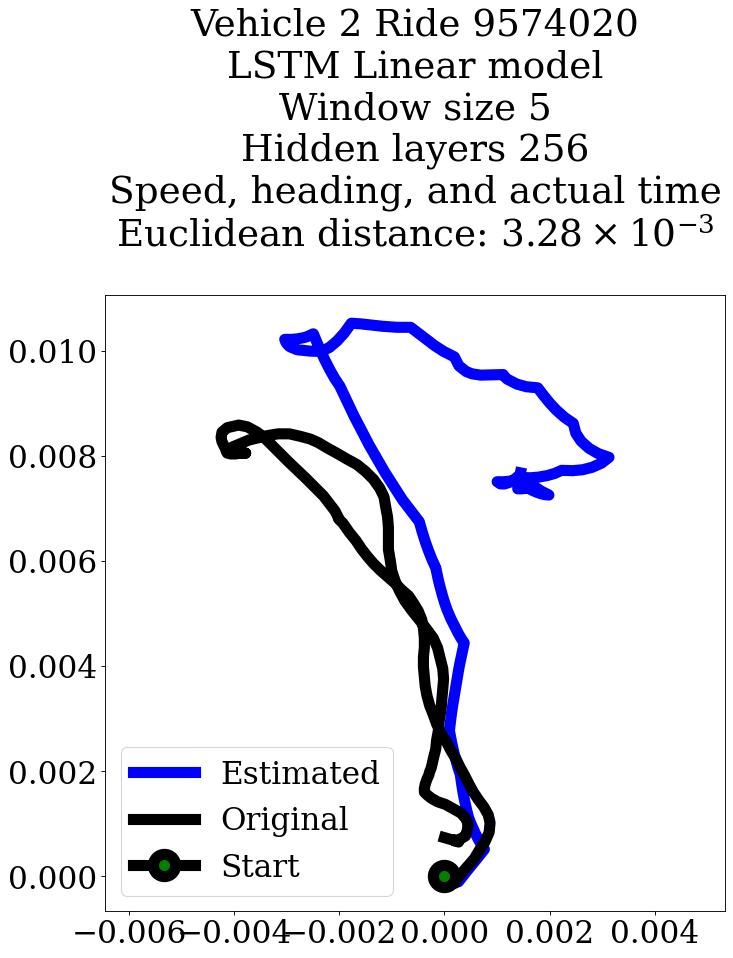 Vehicle 2 Ride 9574020
LSTM Linear model
Window size 5
Hidden layers 256
Speed, heading, and actual time
Euclidean distance: 3.28 × 10⁻³
0.010
0.008
0.006
0.004
0.002
0.000
Estimated
Original
Start
−0.006 −0.004 −0.002 0.000 0.002 0.004